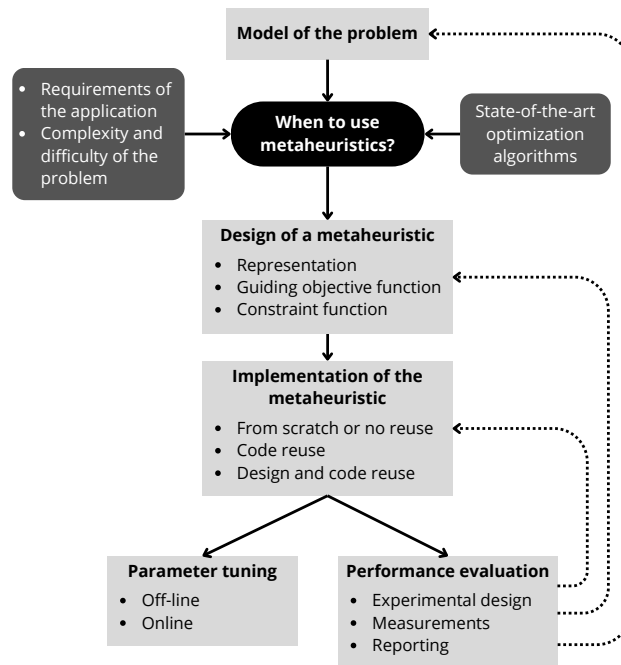 Model of the problem
• Requirements of
the application
• Complexity and
difficulty of the
problem
When to use
metaheuristics?
State-of-the-art
optimization
algorithms
Design of a metaheuristic
• Representation
• Guiding objective function
• Constraint function
Implementation of the
metaheuristic
• From scratch or no reuse
• Code reuse
• Design and code reuse
Parameter tuning
• Off-line
• Online
Performance evaluation
• Experimental design
• Measurements
• Reporting